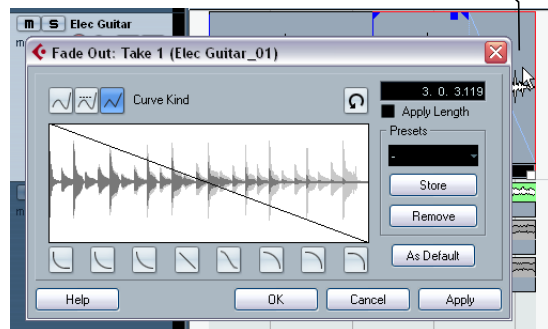 m S Elec Guitar
Fade Out: Take 1 (Elec Guitar_01)
Curve Kind
3. 0. 3.119
Apply Length
Presets
-
Store
Remove
As Default
Help
OK
Cancel
Apply